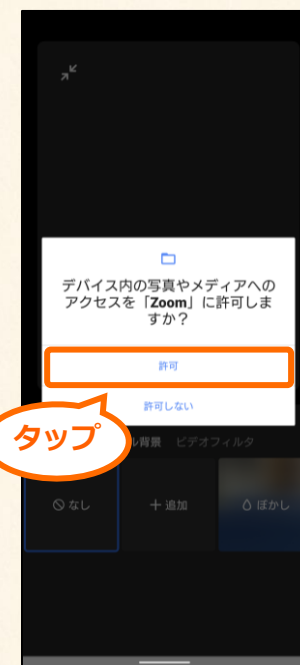 デバイス内の写真やメディアへの
アクセスを「Zoom」に許可しま
すか？
許可
許可しない
タップ
ル背景 ビデオフィルタ
なし
＋追加
ぼかし